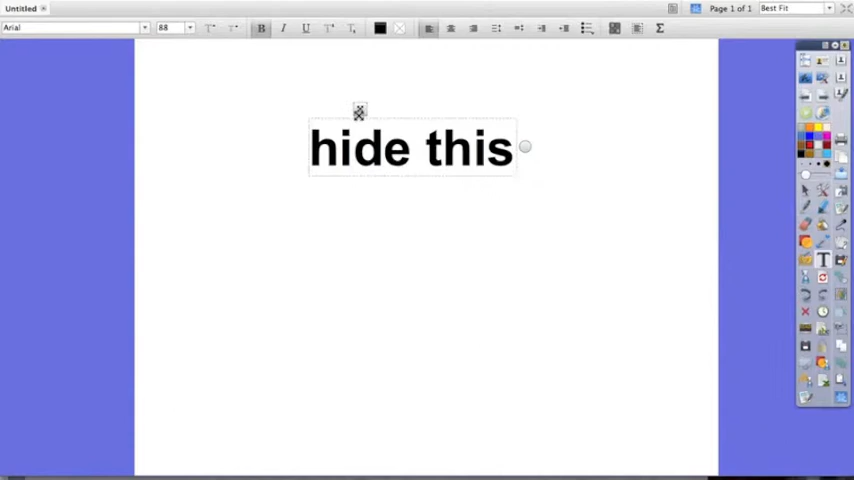 Untitled
Page 1 of 1
Best Fit
Arial
88
B
I
U
T
T
Σ
hide this
T